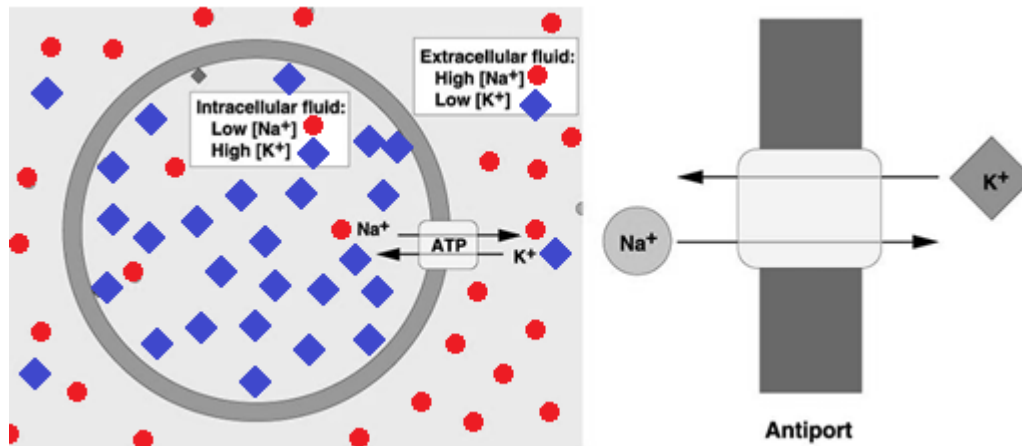 Intracellular fluid:
Low [Na⁺]
High [K⁺]
Extracellular fluid:
High [Na⁺]
Low [K⁺]
Na⁺
ATP
K⁺
Na⁺
K⁺
Antiport